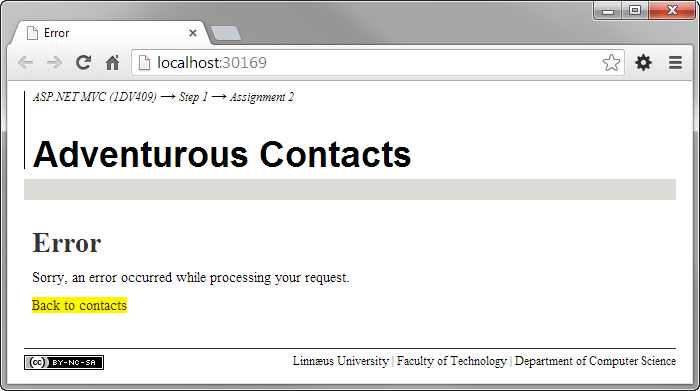 Error
localhost:30169
ASP.NET MVC (1DV409) → Step 1 → Assignment 2
Adventurous Contacts
Error
Sorry, an error occurred while processing your request.
Back to contacts
(cc) BY-NC-SA
Linnæus University | Faculty of Technology | Department of Computer Science